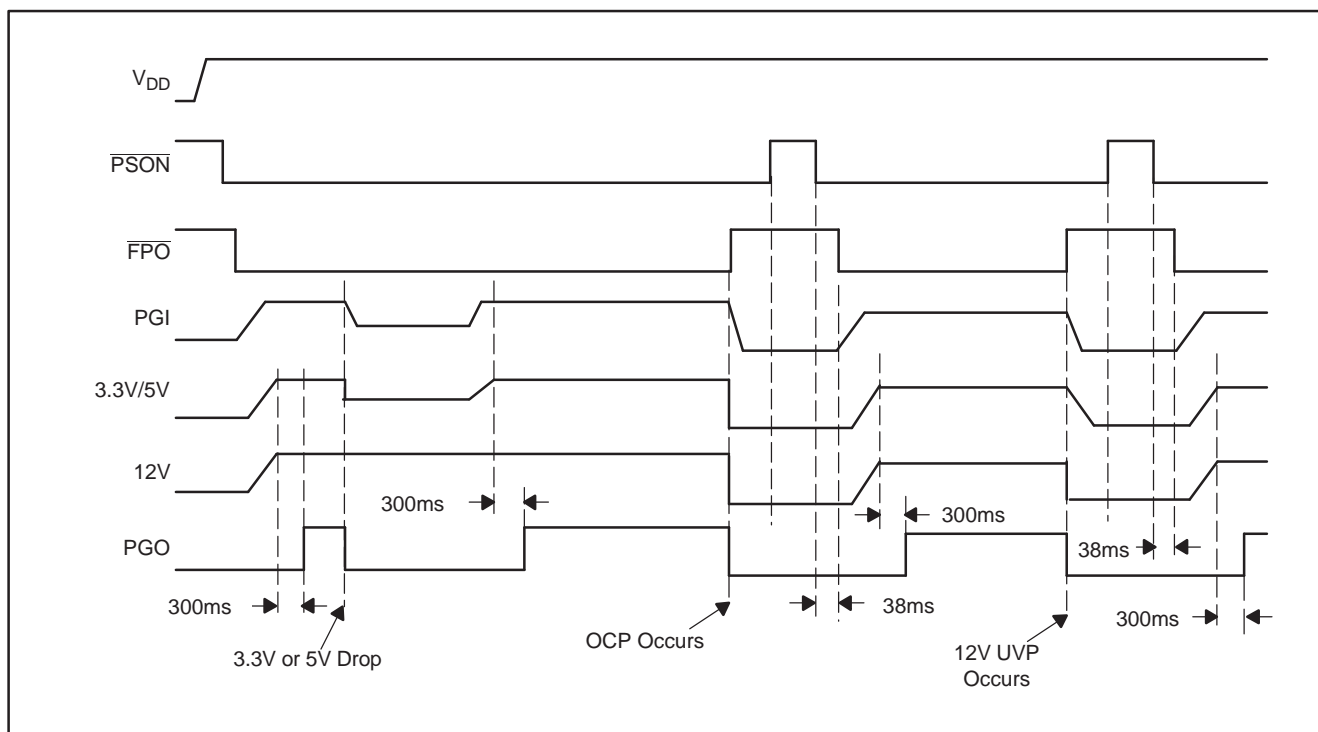 VDD
PSON
FPO
PGI
3.3V/5V
12V
300ms
300ms
PGO
38ms
300ms
38ms
300ms
3.3V or 5V Drop
OCP Occurs
12V UVP
Occurs